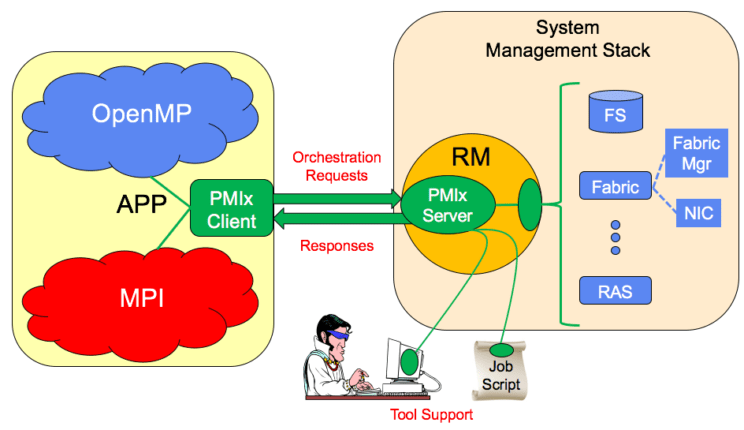 System
Management Stack
OpenMP
APP
PMIx
Client
MPI
Orchestration
Requests
Responses
RM
PMIx
Server
FS
Fabric
Mgr
Fabric
NIC
RAS
Job
Script
Tool Support